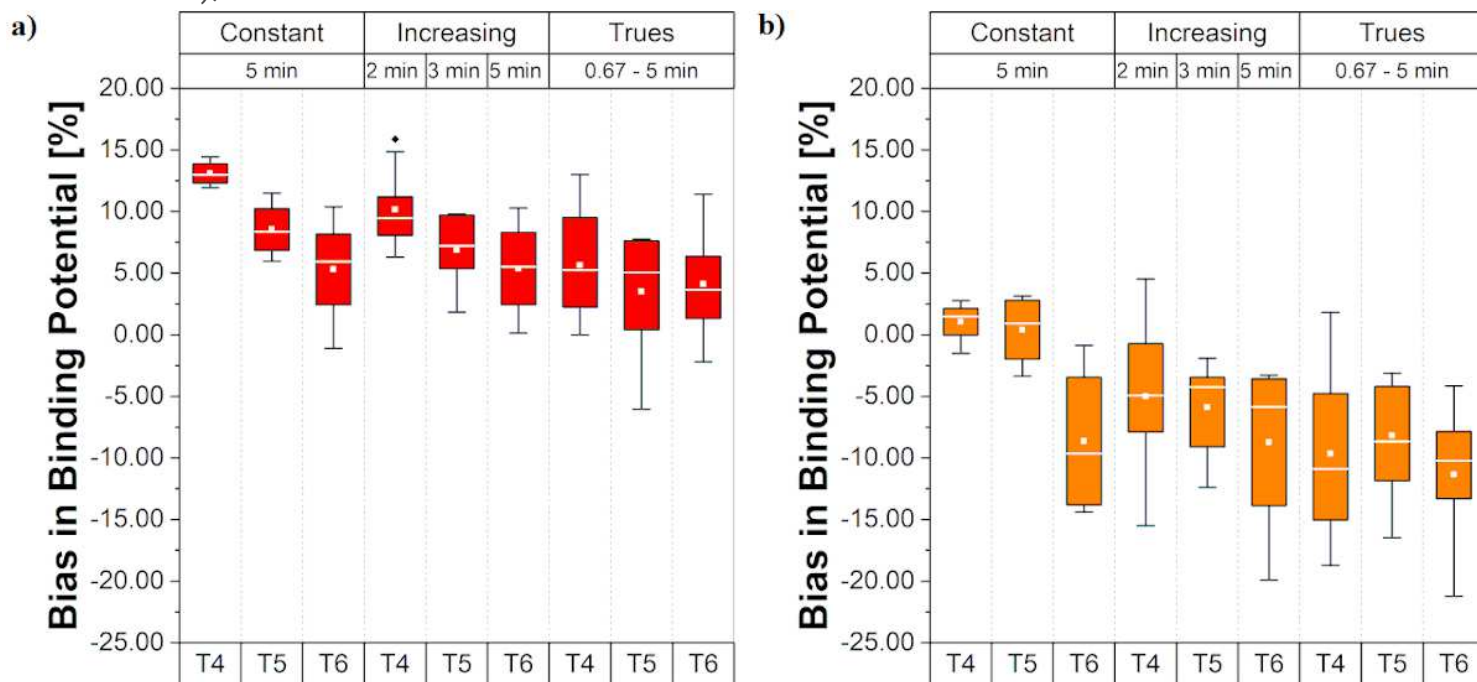 a)
Constant Increasing Trues
5 min 2 min 3 min 5 min 0.67 - 5 min
Bias in Binding Potential [%]
20.00
15.00
10.00
5.00
0.00
-5.00
-10.00
-15.00
-20.00
-25.00
T4 T5 T6 T4 T5 T6 T4 T5 T6
b)
Constant Increasing Trues
5 min 2 min 3 min 5 min 0.67 - 5 min
Bias in Binding Potential [%]
20.00
15.00
10.00
5.00
0.00
-5.00
-10.00
-15.00
-20.00
-25.00
T4 T5 T6 T4 T5 T6 T4 T5 T6